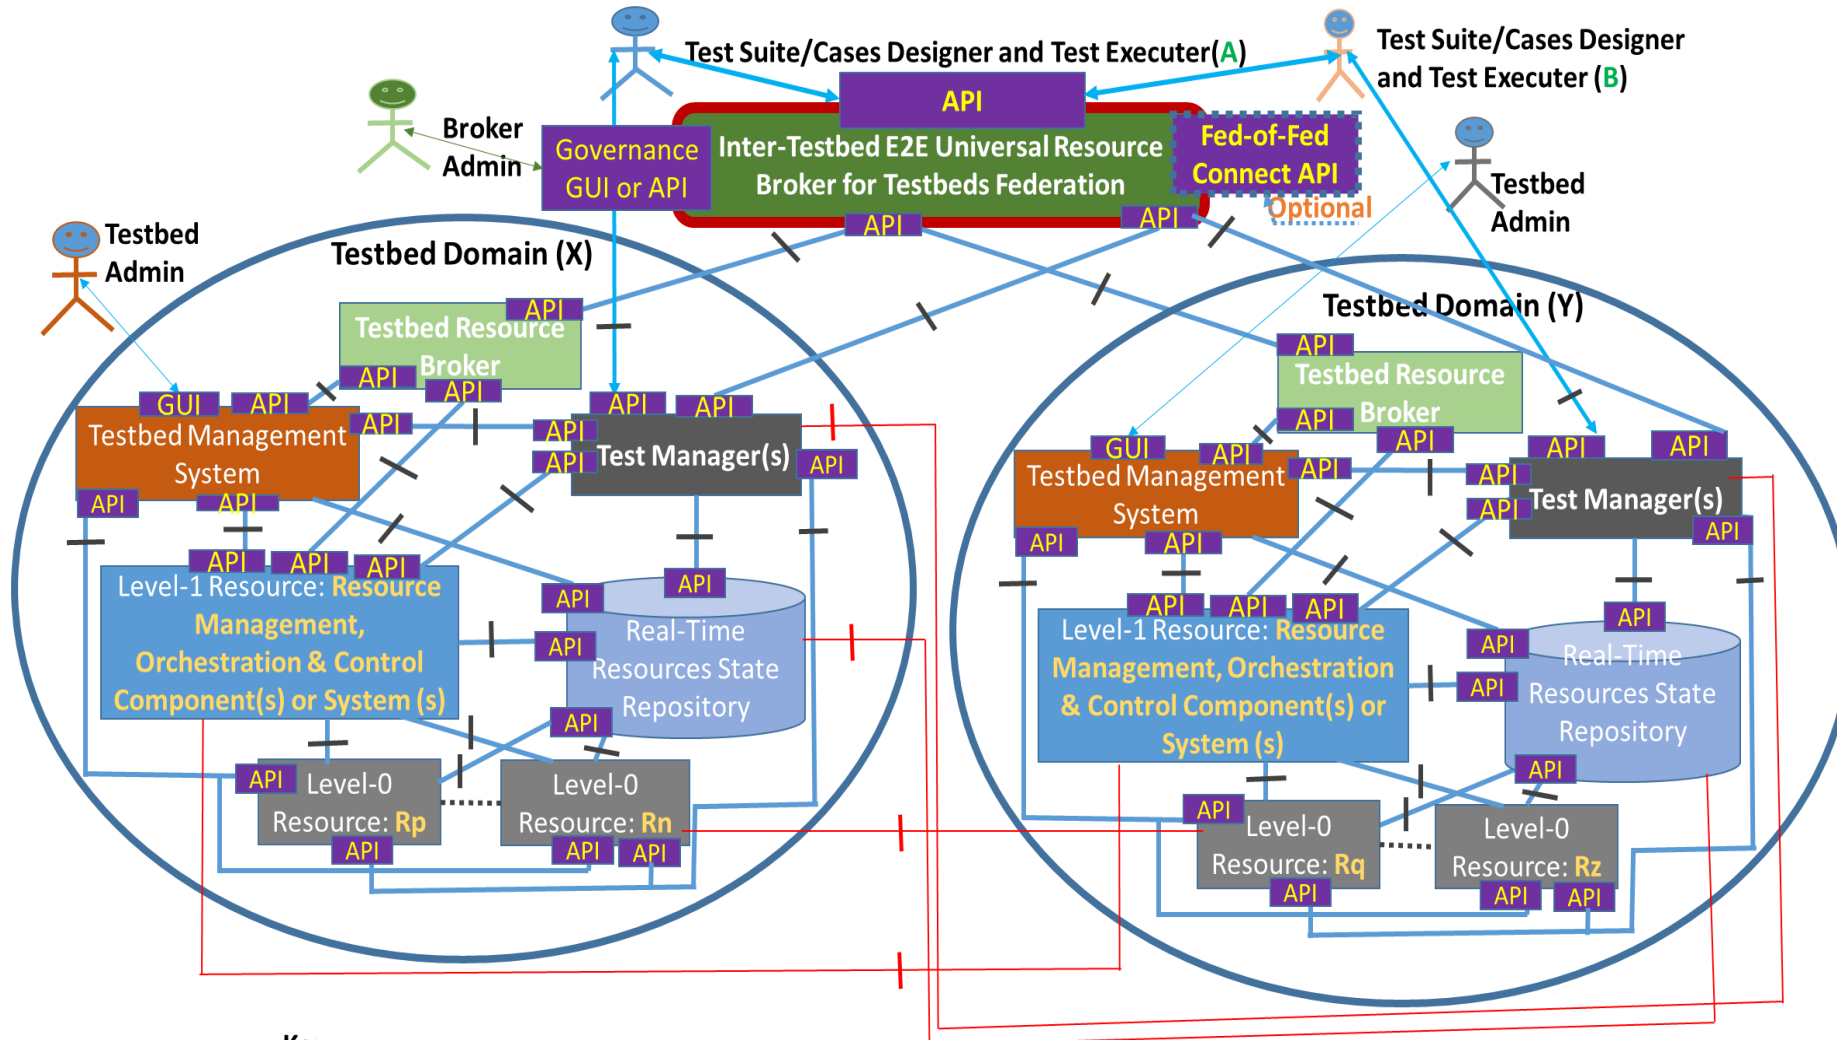 Test Suite/Cases Designer and Test Executer(A)
Test Suite/Cases Designer
and Test Executer (B)
API
Broker
Admin
Governance
GUI or API
Inter-Testbed E2E Universal Resource
Broker for Testbeds Federation
Fed-of-Fed
Connect API
Optional
Testbed
Admin
API
API
Testbed
Admin
Testbed Domain (X)
API
Testbed Resource
Broker
API
API
GUI
API
Testbed Management
System
API
API
API
API
API
API
API
Test Manager(s)
API
API
API
API
Level-1 Resource: Resource
Management,
Orchestration & Control
Component(s) or System (s)
API
API
API
API
Real-Time
Resources State
Repository
API
Level-0
Resource: Rp
API
Level-0
Resource: Rn
API
API
Testbed Domain (Y)
API
Testbed Resource
Broker
API
API
GUI
API
Testbed Management
System
API
API
API
API
API
API
API
Test Manager(s)
API
API
API
API
Level-1 Resource: Resource
Management, Orchestration
& Control Component(s) or
System (s)
API
API
API
API
Real-Time
Resources State
Repository
API
Level-0
Resource: Rq
API
Level-0
Resource: Rz
API
API